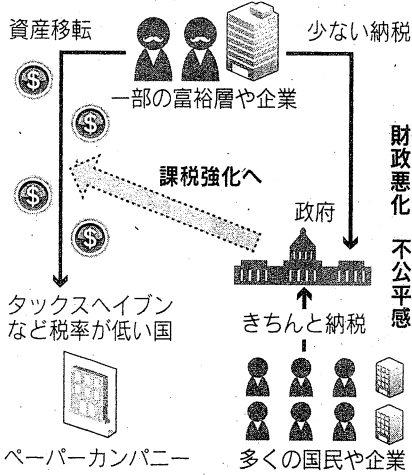 資産移転
少ない納税
一部の富裕層や企業
課税強化へ
財政悪化 不公平感
政府
タックスヘイブン
など税率が低い国
きちんと納税
ペーパーカンパニー
多くの国民や企業